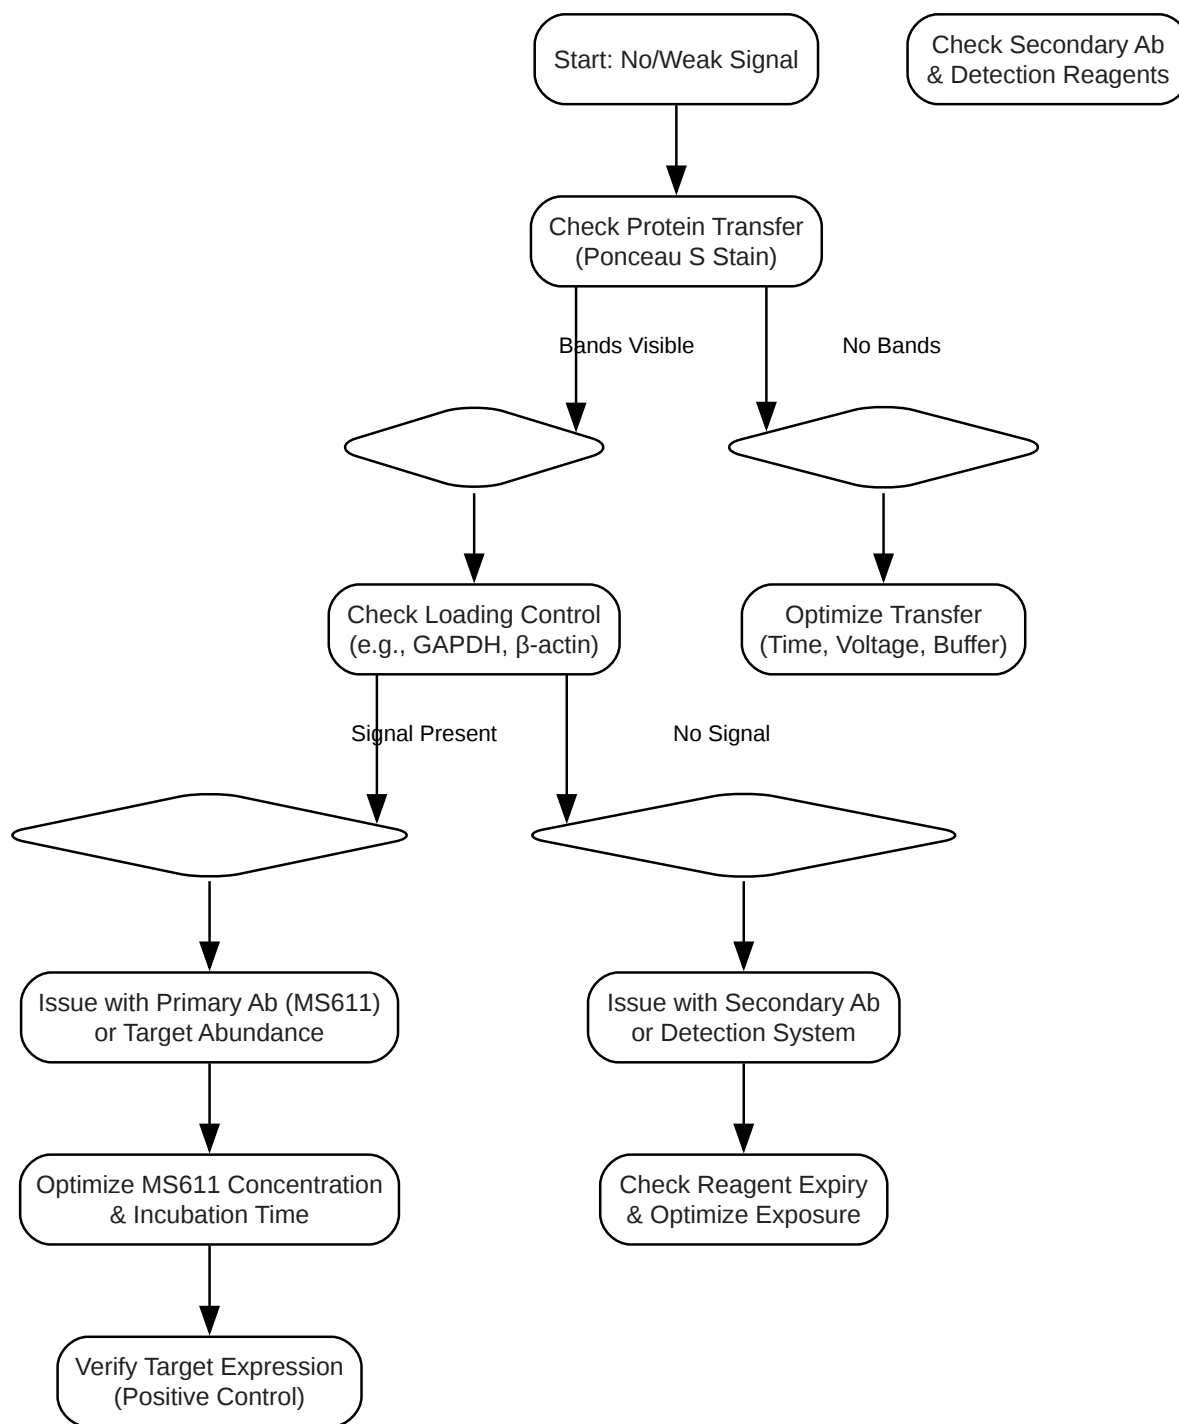 Start: No/Weak Signal
Check Secondary Ab
& Detection Reagents
Check Protein Transfer
(Ponceau S Stain)
Bands Visible
No Bands
Check Loading Control
(e.g., GAPDH, β-actin)
Optimize Transfer
(Time, Voltage, Buffer)
Signal Present
No Signal
Issue with Primary Ab (MS611)
or Target Abundance
Issue with Secondary Ab
or Detection System
Optimize MS611 Concentration
& Incubation Time
Check Reagent Expiry
& Optimize Exposure
Verify Target Expression
(Positive Control)